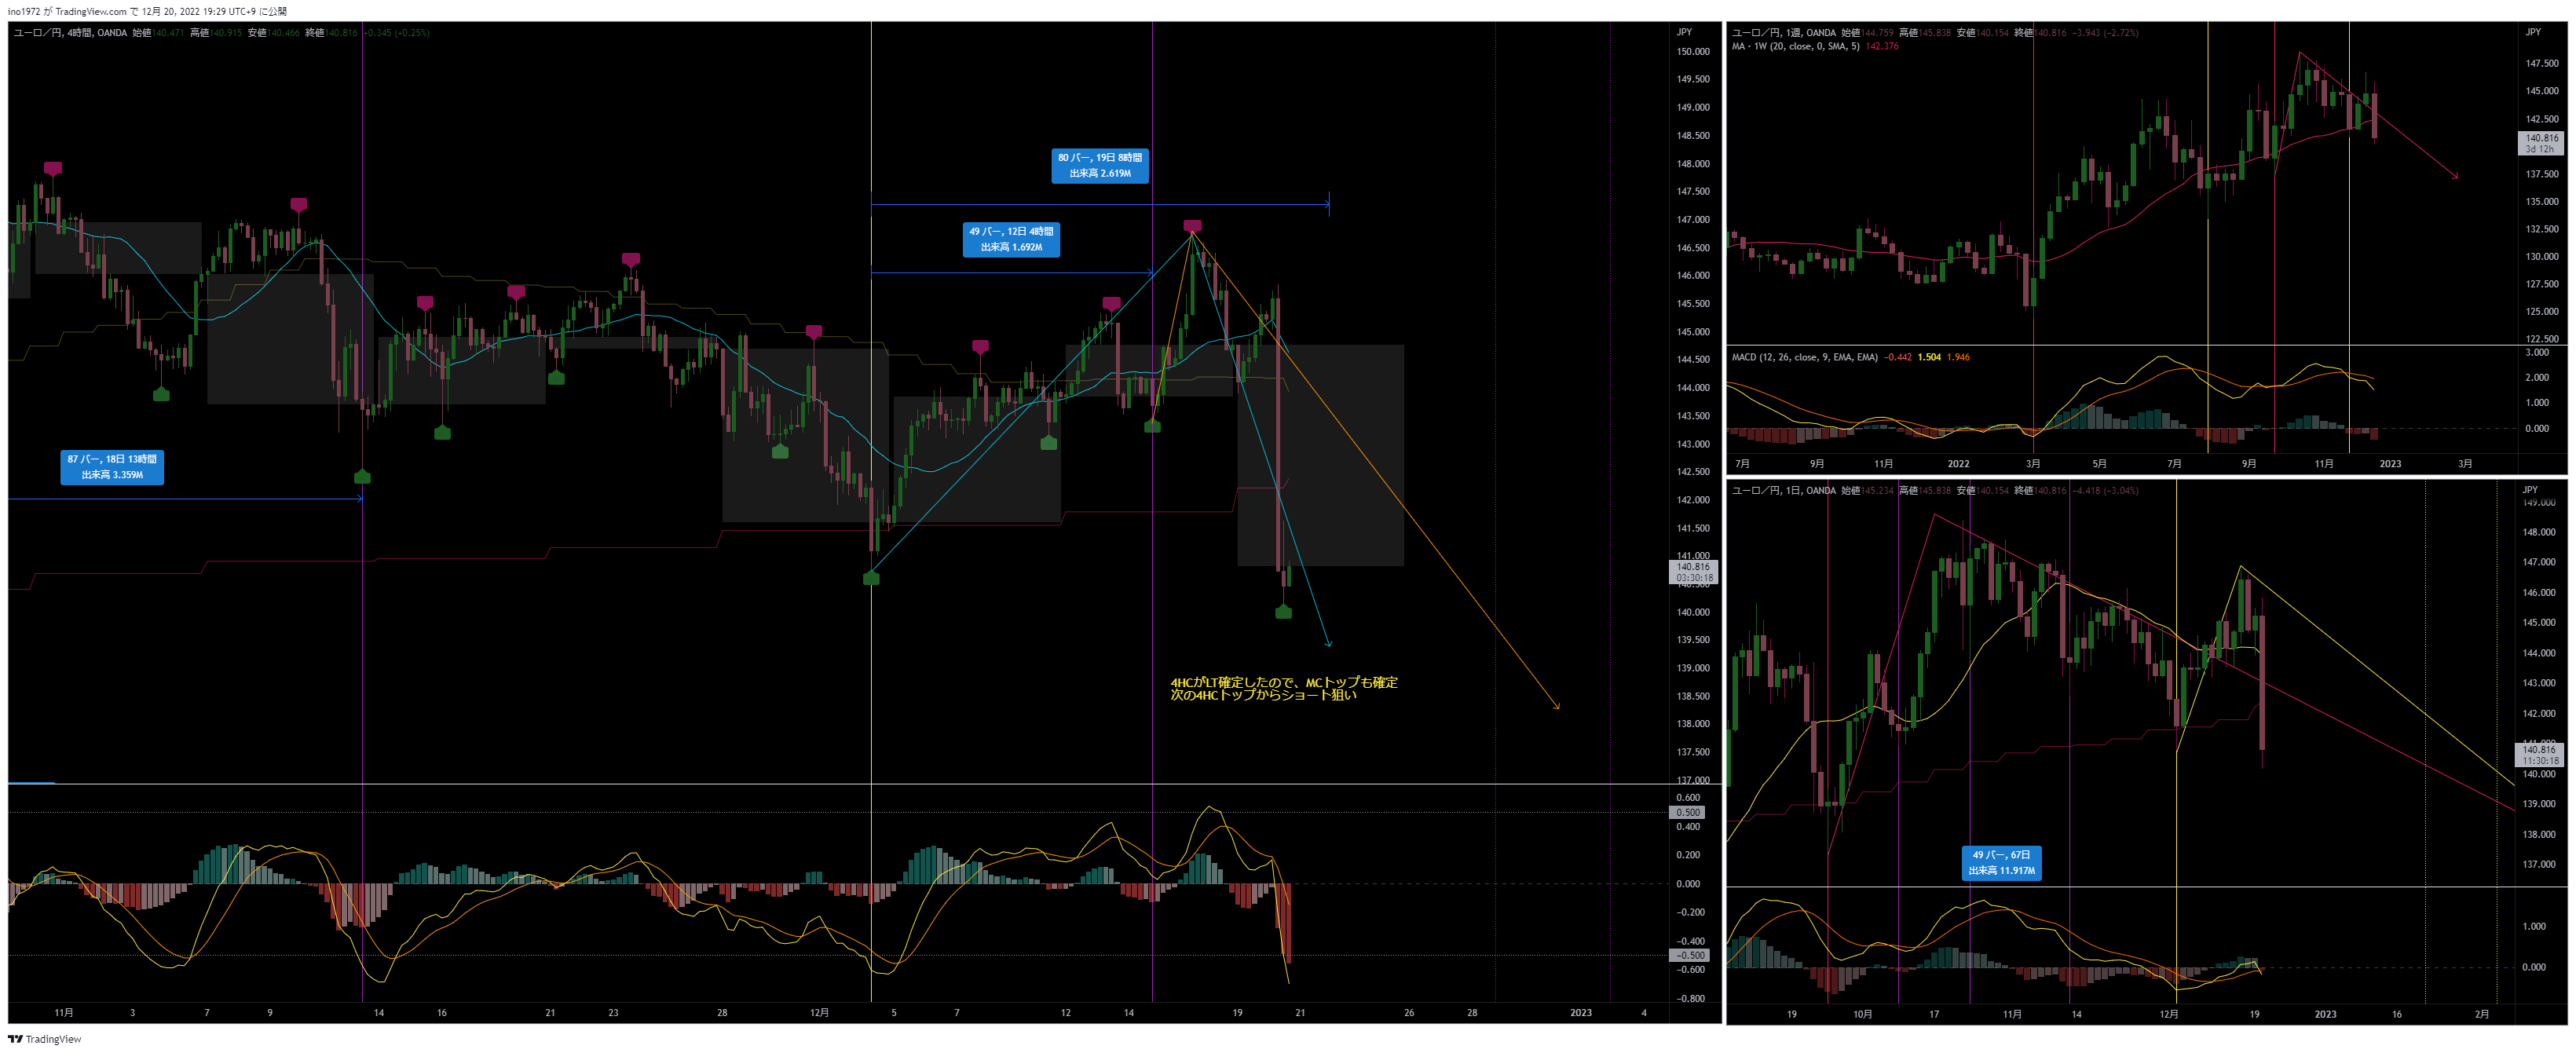 ino1972 が TradingView.com で 12月 20, 2022 19:29 UTC+9 に公開
ユーロ／円, 4時間, OANDA 始値140.471 高値140.915 安値140.466 終値140.816 +0.345 (+0.25%)
JPY
150.000
149.500
149.000
148.500
148.000
147.500
147.000
146.500
146.000
145.500
145.000
144.500
144.000
143.500
143.000
142.500
142.000
141.500
141.000
140.816
03:30:18
140.000
139.500
139.000
138.500
138.000
137.500
137.000
80 バー, 19日 8時間
出来高 2.619M
49 バー, 12日 4時間
出来高 1.692M
87 バー, 18日 13時間
出来高 3.359M
4HCがLT確定したので、MCトップも確定
次の4HCトップからショート狙い
0.600
0.500
0.400
0.200
0.000
−0.200
−0.400
−0.500
−0.600
−0.800
11月 3 7 9 14 16 21 23 28 12月 5 7 12 14 19 21 26 28 2023 4
ユーロ／円, 1週, OANDA 始値144.759 高値145.838 安値140.154 終値140.816 −3.943 (−2.72%)
MA · 1W (20, close, 0, SMA, 5) 142.376
JPY
147.500
145.000
142.500
140.816
3d 12h
137.500
135.000
132.500
130.000
127.500
125.000
122.500
MACD (12, 26, close, 9, EMA, EMA) −0.442 1.504 1.946
3.000
2.000
1.000
0.000
7月 9月 11月 2022 3月 5月 7月 9月 11月 2023 3月
ユーロ／円, 1日, OANDA 始値145.234 高値145.838 安値140.154 終値140.816 −4.418 (−3.04%)
JPY
149.000
148.000
147.000
146.000
145.000
144.000
143.000
142.000
141.000
140.816
11:30:18
140.000
139.000
138.000
137.000
49 バー, 67日
出来高 11.917M
1.000
0.000
19 10月 17 11月 14 12月 19 2023 16 2月
TradingView